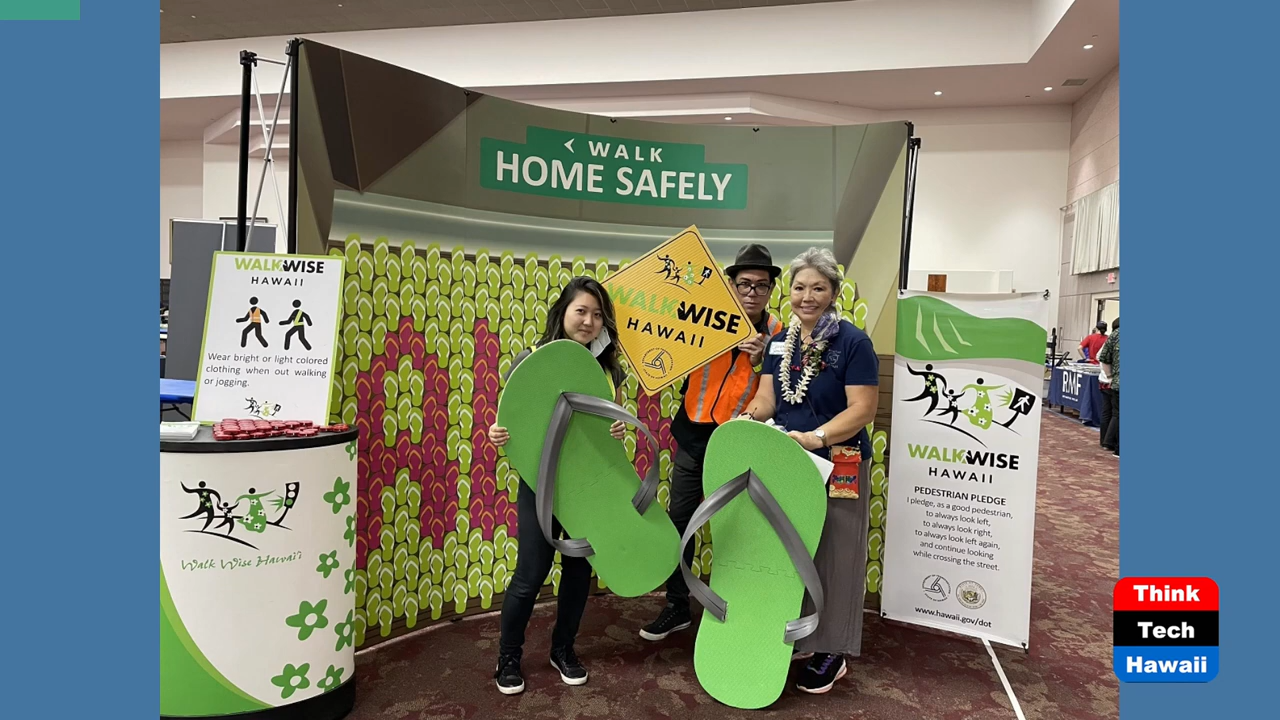 WALK
HOME SAFELY
WALKWISE
HAWAII
Wear bright or light colored
clothing when out walking
or jogging.
WALKWISE
HAWAII
WALKWISE
HAWAII
PEDESTRIAN PLEDGE
I pledge, as a good pedestrian,
to always look left,
to always look right,
to always look left again,
and continue looking
while crossing the street.
www.hawaii.gov/dot
Walk Wise Hawai'i
RMF
Think
Tech
Hawaii